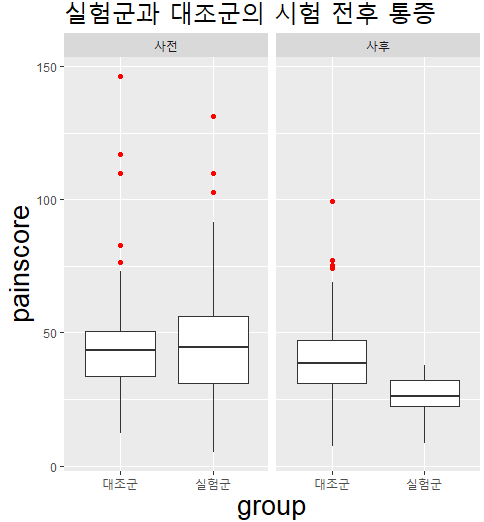 실험군과 대조군의 시험 전후 통증
사전
사후
painscore
150
100
50
0
대조군
실험군
대조군
실험군
group